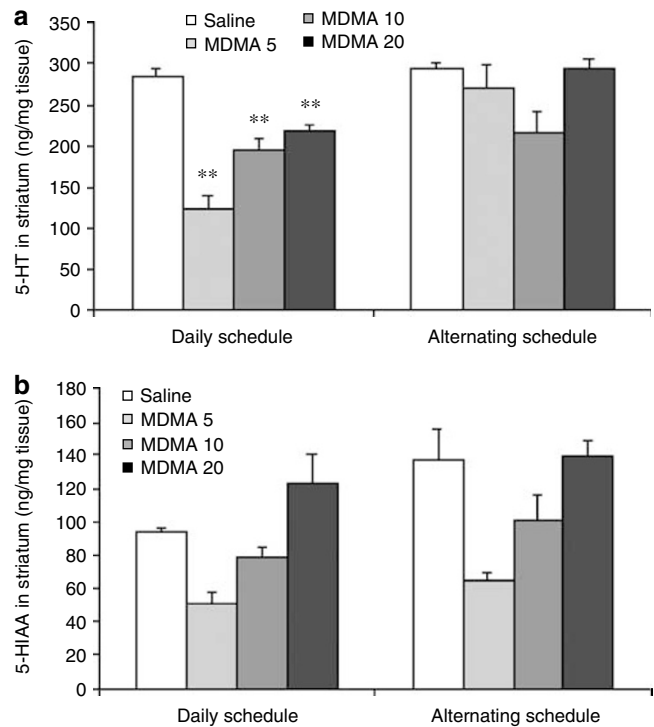 a
Saline
MDMA 5
MDMA 10
MDMA 20
5-HT in striatum (ng/mg tissue)
350
300
250
200
150
100
50
0
**
**
**
Daily schedule
Alternating schedule
b
Saline
MDMA 5
MDMA 10
MDMA 20
5-HIAA in striatum (ng/mg tissue)
180
160
140
120
100
80
60
40
20
0
Daily schedule
Alternating schedule